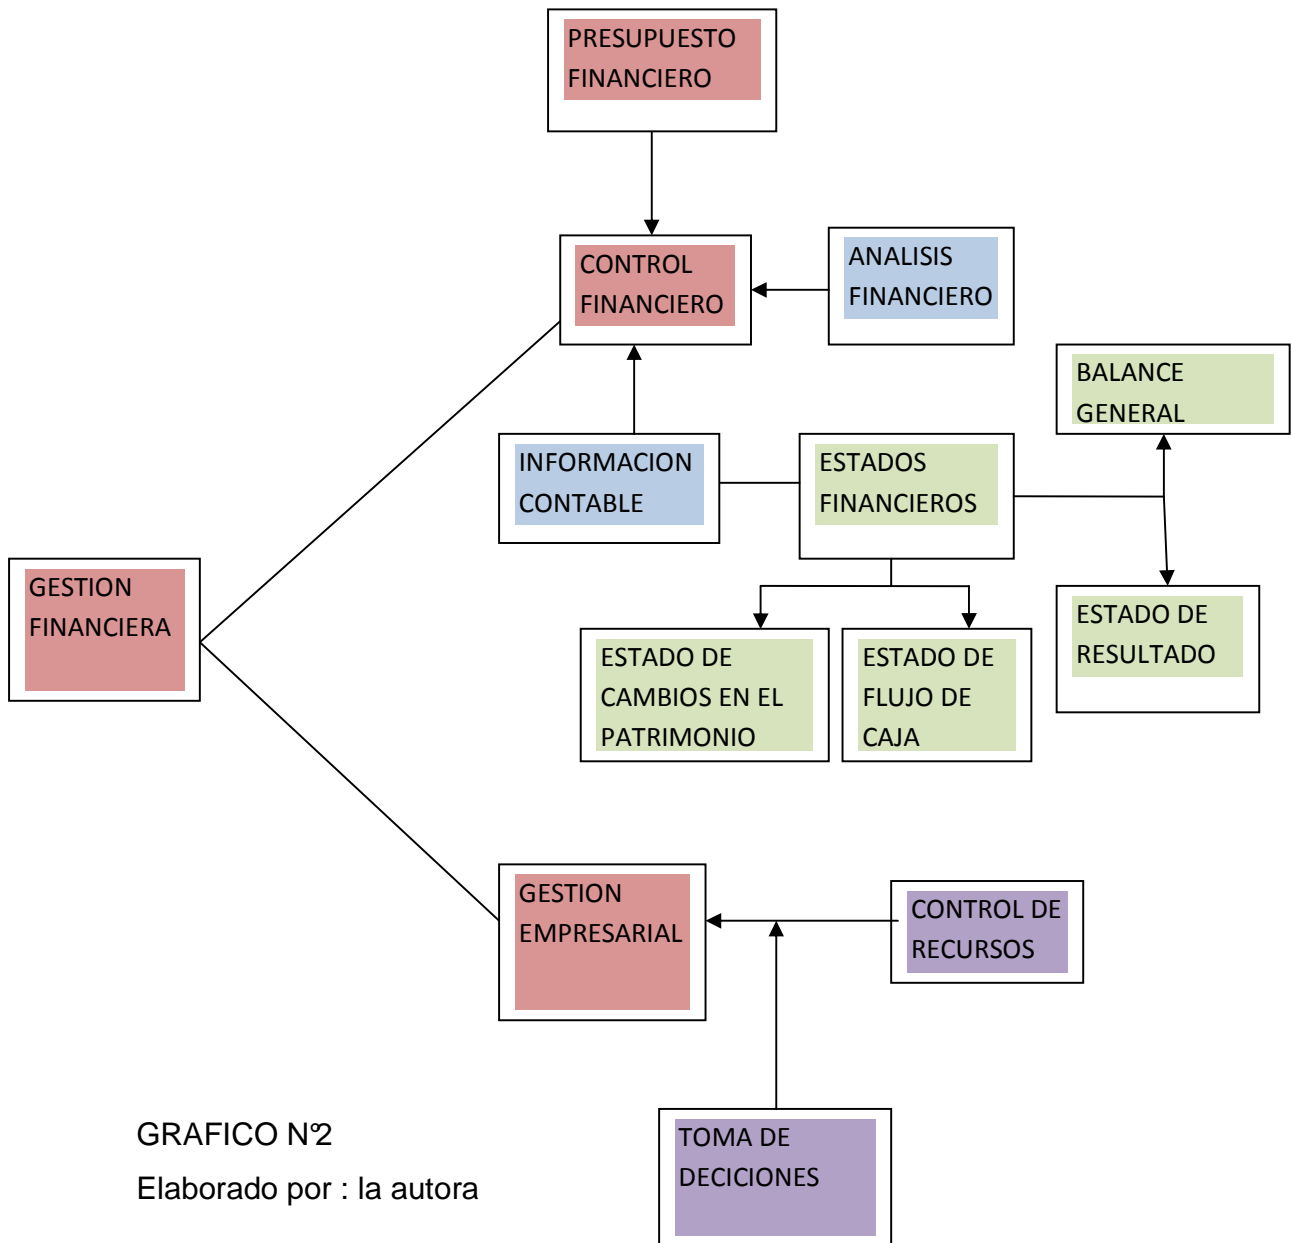 PRESUPUESTO
FINANCIERO
CONTROL
FINANCIERO
ANALISIS
FINANCIERO
BALANCE
GENERAL
INFORMACION
CONTABLE
ESTADOS
FINANCIEROS
GESTION
FINANCIERA
ESTADO DE
RESULTADO
ESTADO DE
CAMBIOS EN EL
PATRIMONIO
ESTADO DE
FLUJO DE
CAJA
GESTION
EMPRESARIAL
CONTROL DE
RECURSOS
TOMA DE
DECICIONES
GRAFICO N°2
Elaborado por : la autora